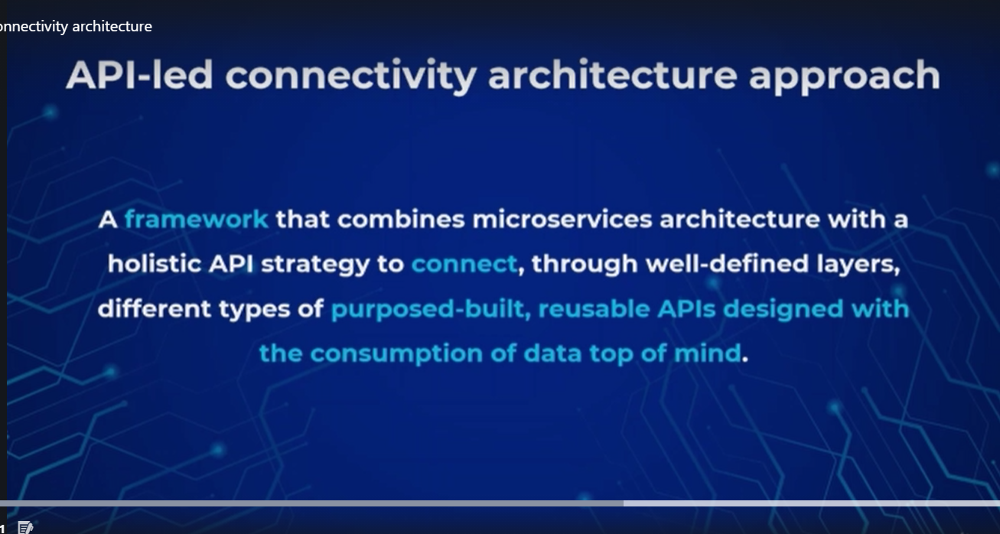 onnectivity architecture
API-led connectivity architecture approach
A framework that combines microservices architecture with a
holistic API strategy to connect, through well-defined layers,
different types of purposed-built, reusable APIs designed with
the consumption of data top of mind.
1